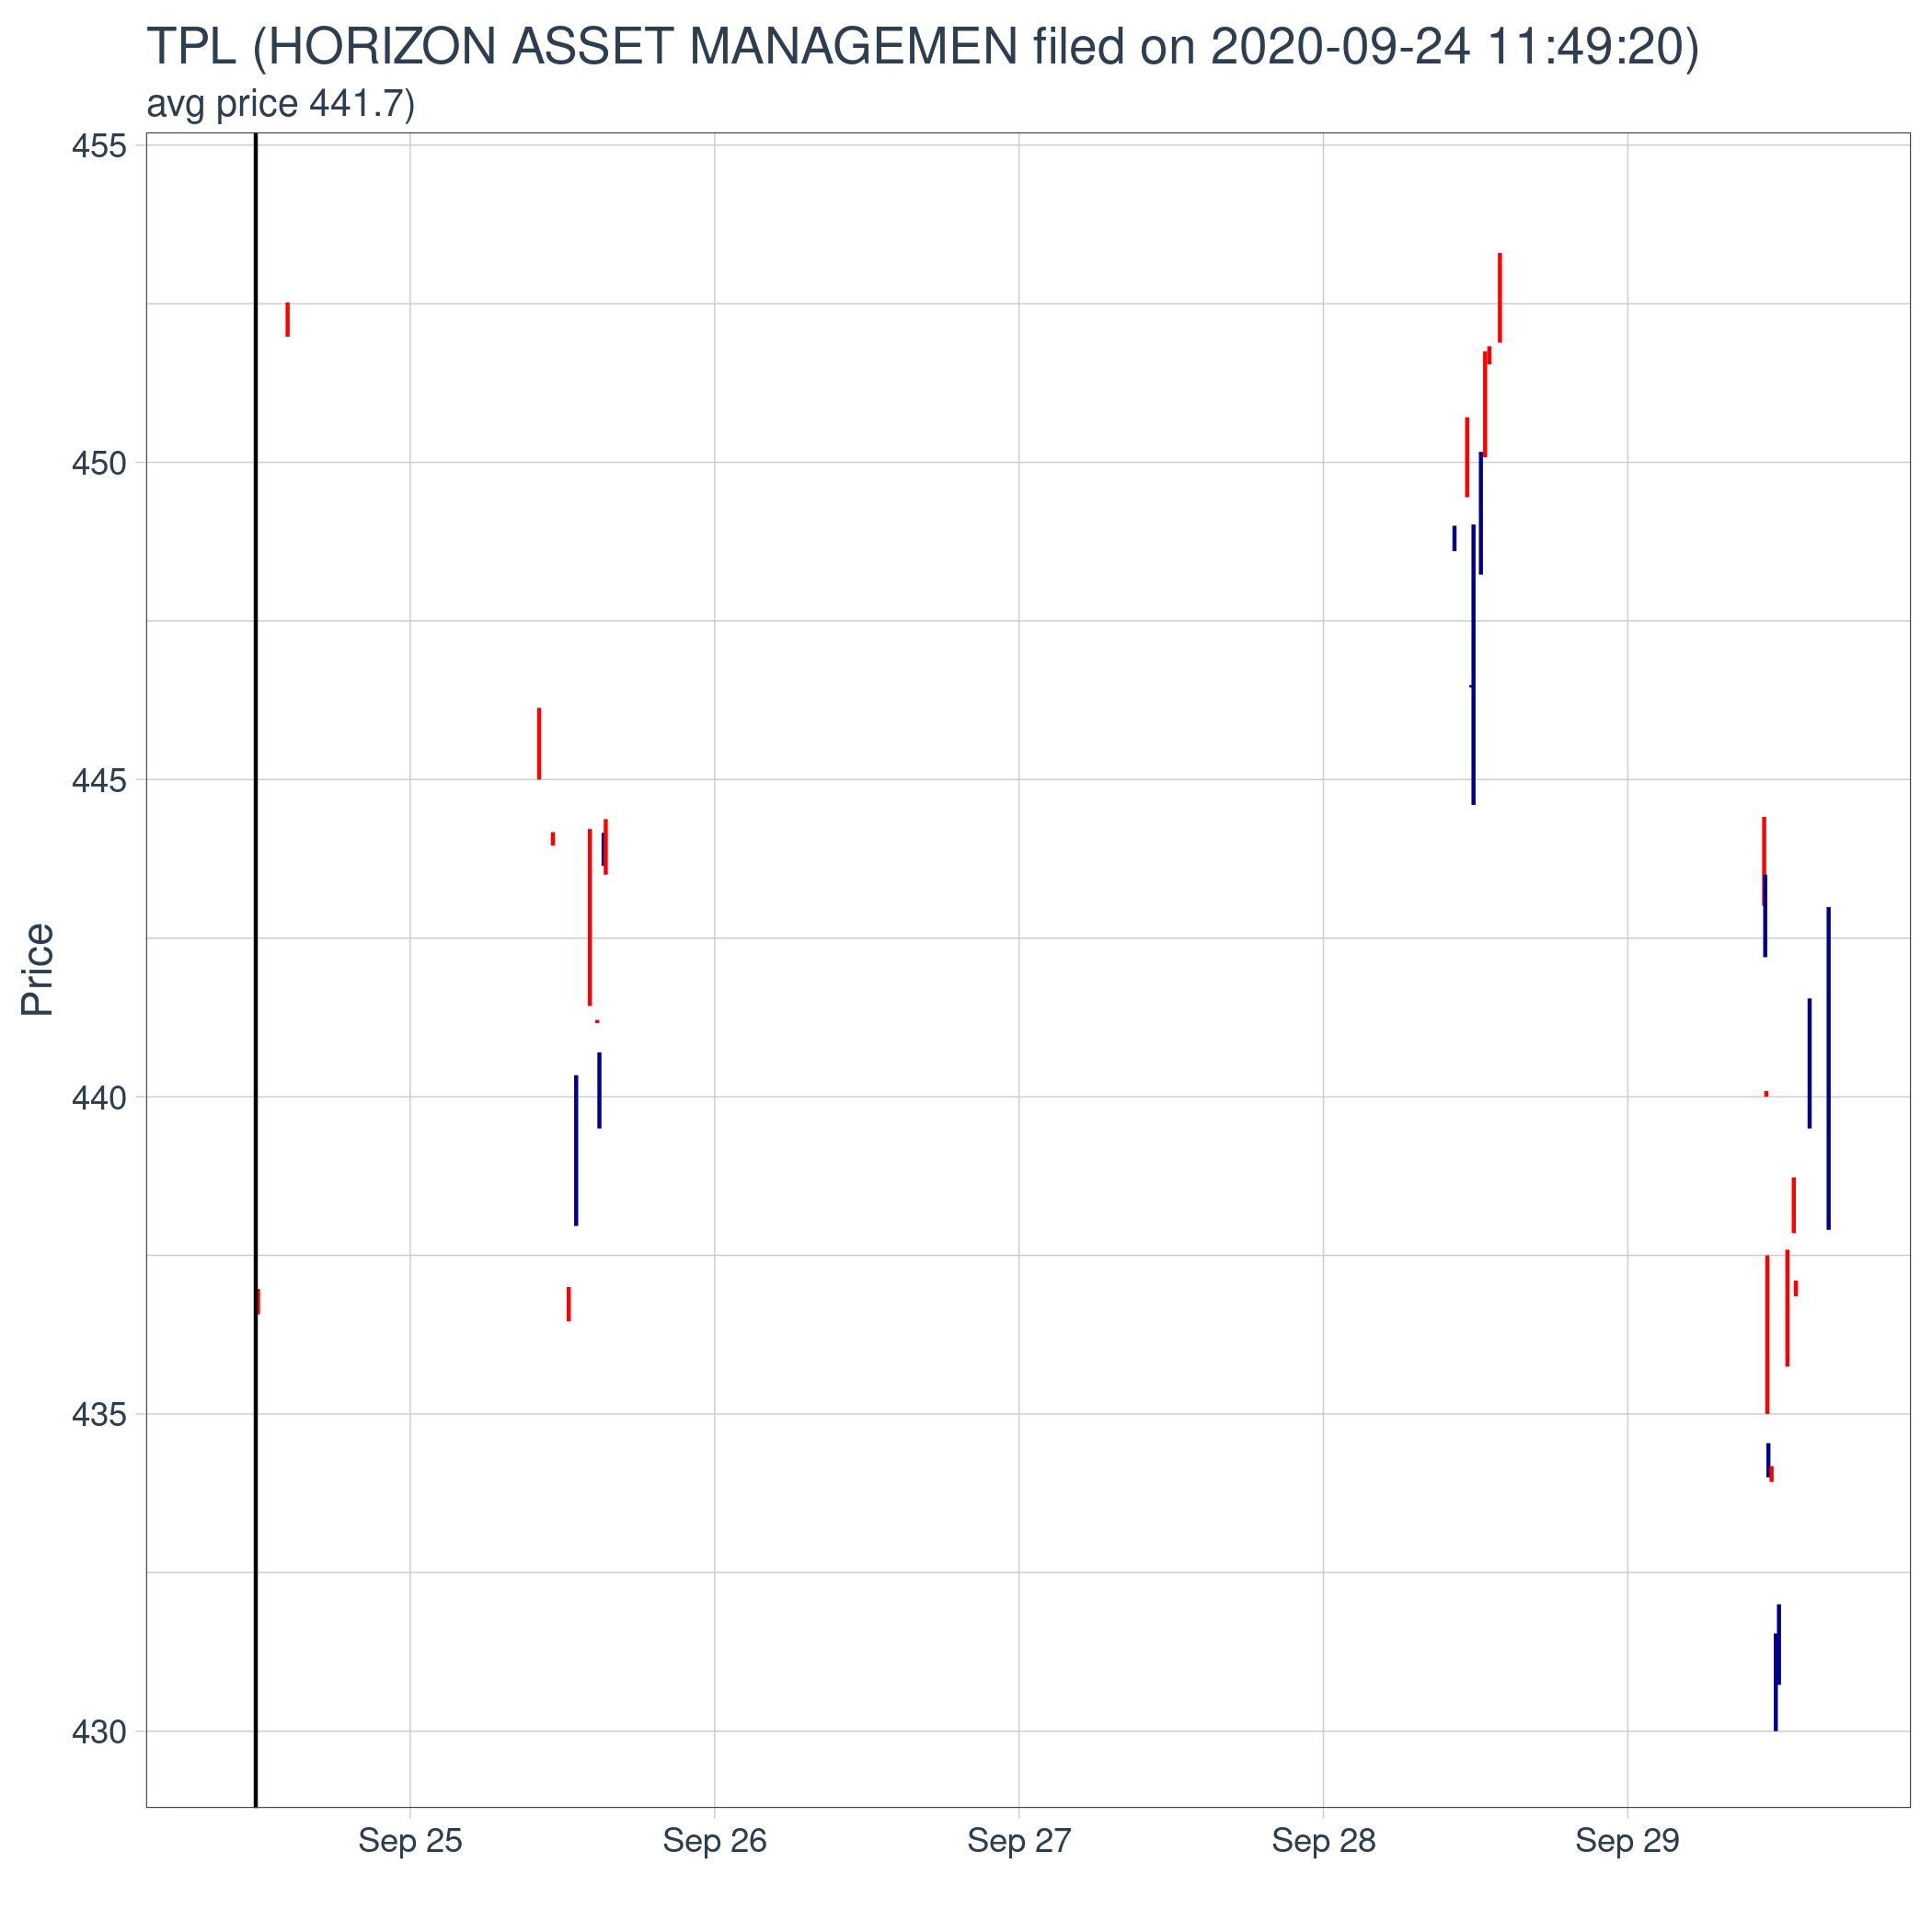 TPL (HORIZON ASSET MANAGEMEN filed on 2020-09-24 11:49:20)
avg price 441.7)
455
450
445
440
435
430
Price
Sep 25 Sep 26 Sep 27 Sep 28 Sep 29